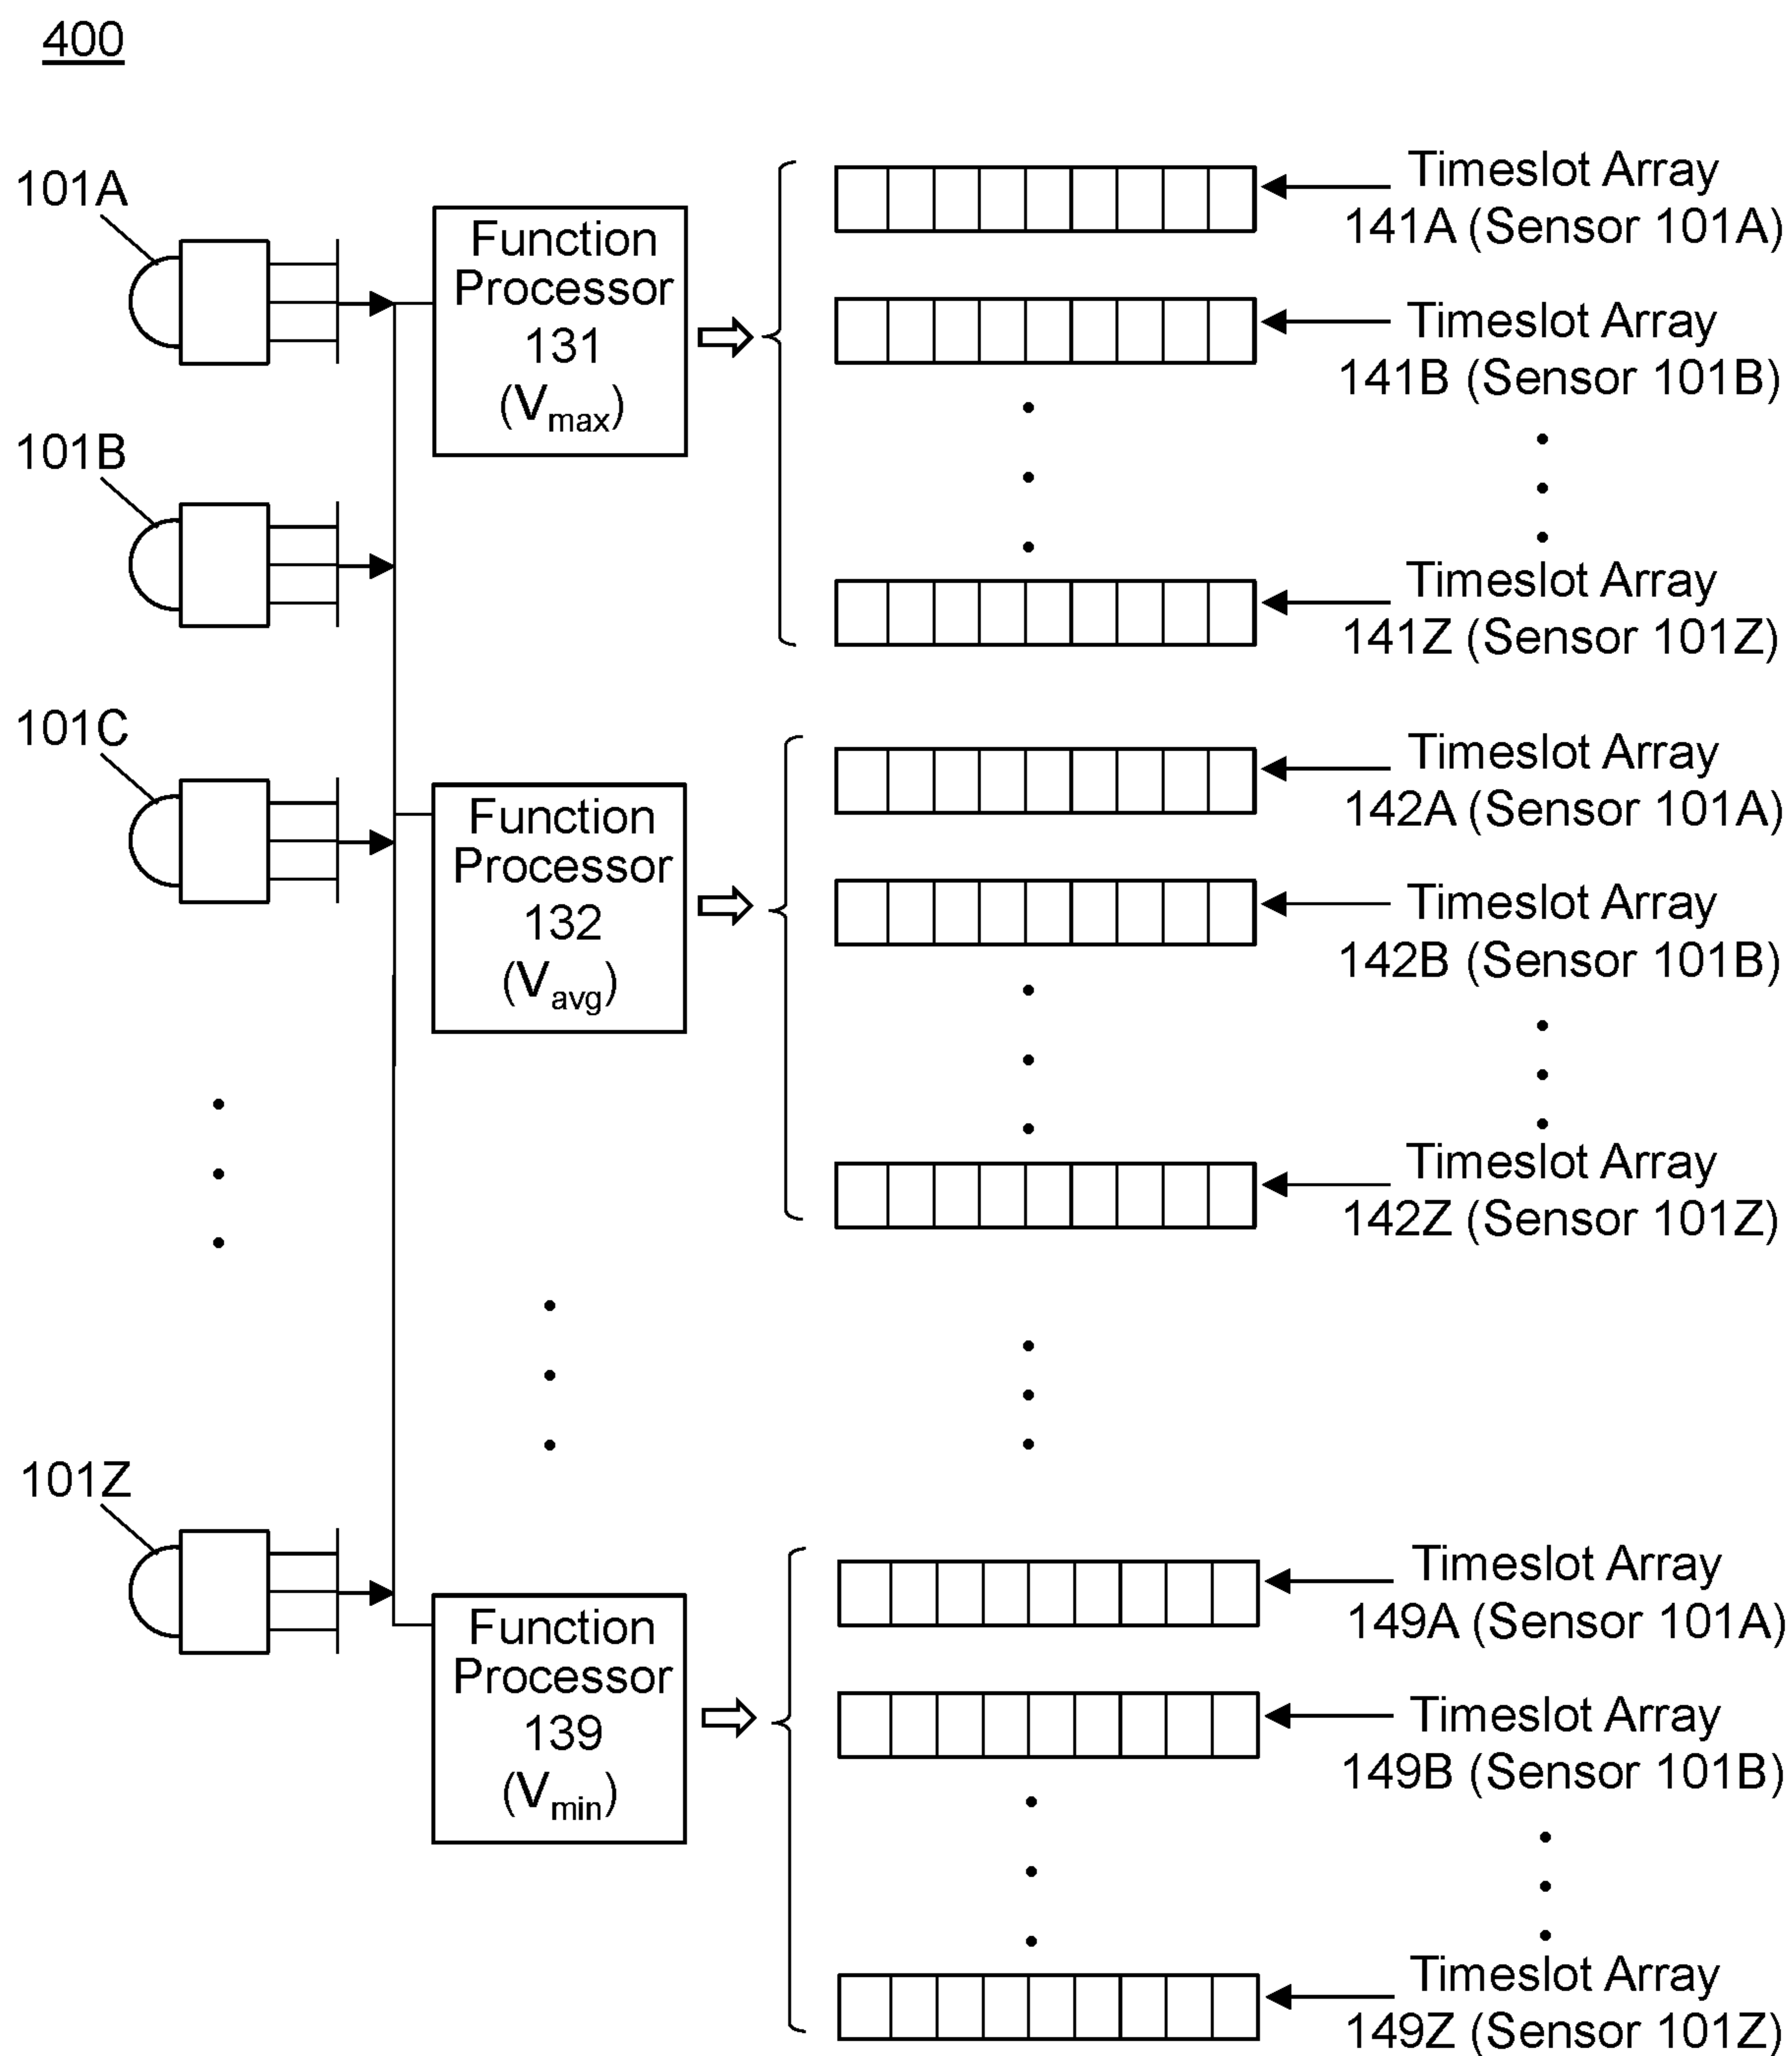 400
101A
101B
101C
101Z
Function
Processor
131
(Vmax)
Function
Processor
132
(Vavg)
Function
Processor
139
(Vmin)
Timeslot Array
141A (Sensor 101A)
Timeslot Array
141B (Sensor 101B)
Timeslot Array
141Z (Sensor 101Z)
Timeslot Array
142A (Sensor 101A)
Timeslot Array
142B (Sensor 101B)
Timeslot Array
142Z (Sensor 101Z)
Timeslot Array
149A (Sensor 101A)
Timeslot Array
149B (Sensor 101B)
Timeslot Array
149Z (Sensor 101Z)